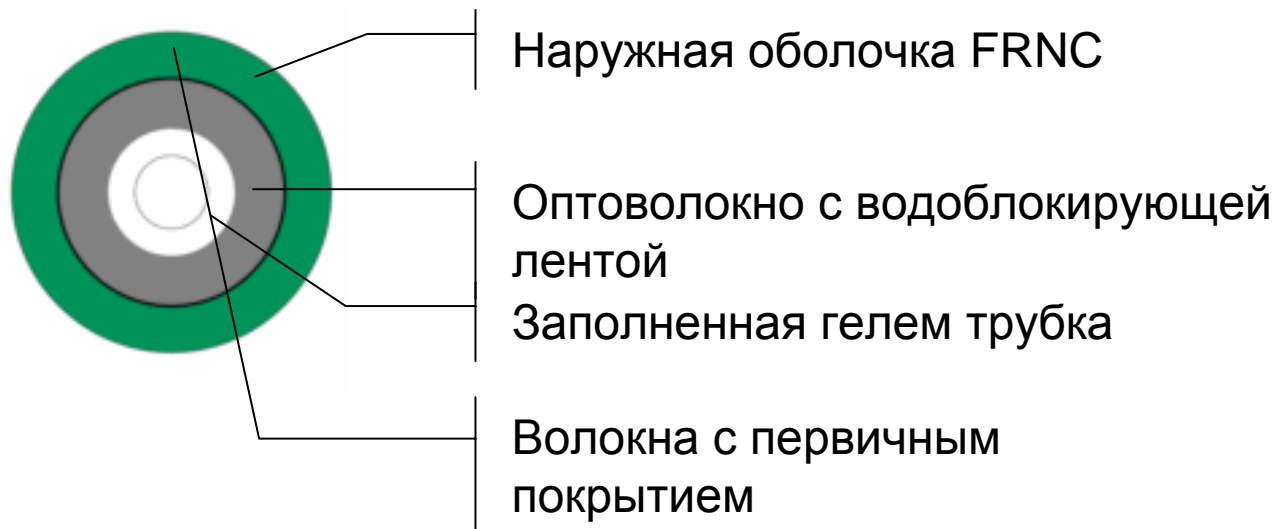 Наружная оболочка FRNC
Оптоволокно с водоблокирующей
лентой
Заполненная гелем трубка
Волокна с первичным
покрытием